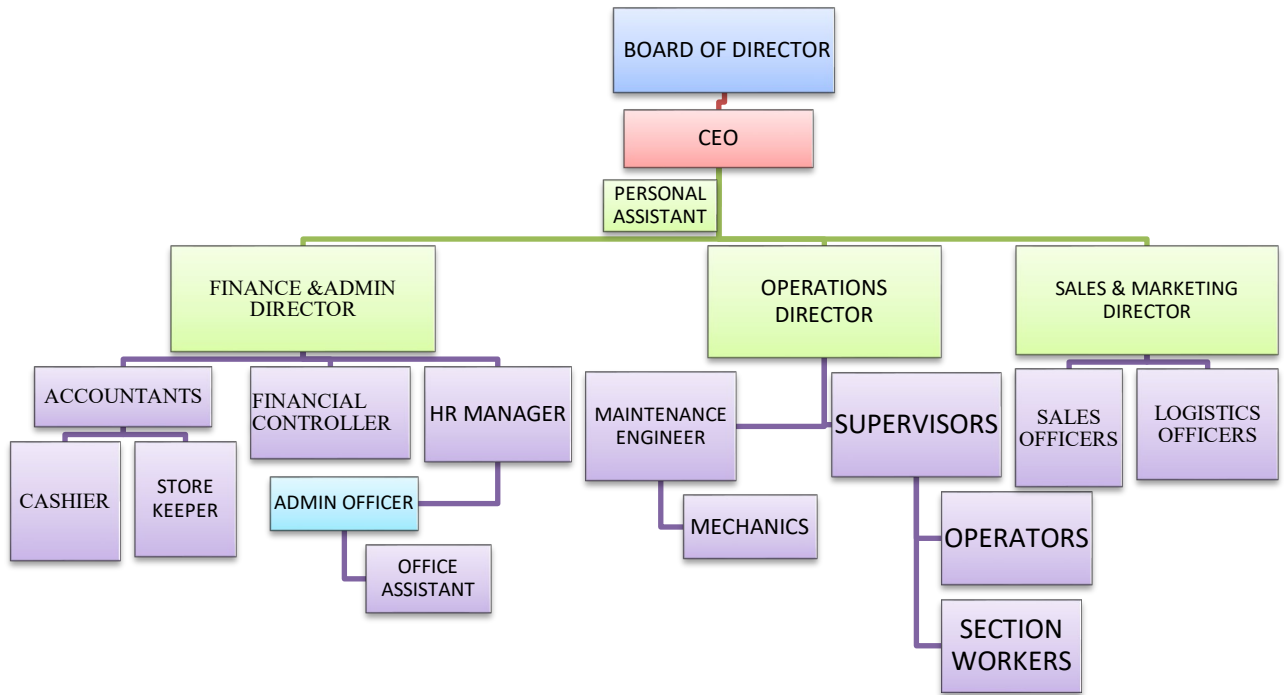 BOARD OF DIRECTOR
CEO
PERSONAL
ASSISTANT
FINANCE &ADMIN
DIRECTOR
OPERATIONS
DIRECTOR
SALES & MARKETING
DIRECTOR
ACCOUNTANTS
FINANCIAL
CONTROLLER
HR MANAGER
MAINTENANCE
ENGINEER
SUPERVISORS
SALES
OFFICERS
LOGISTICS
OFFICERS
CASHIER
STORE
KEEPER
ADMIN OFFICER
MECHANICS
OPERATORS
OFFICE
ASSISTANT
SECTION
WORKERS